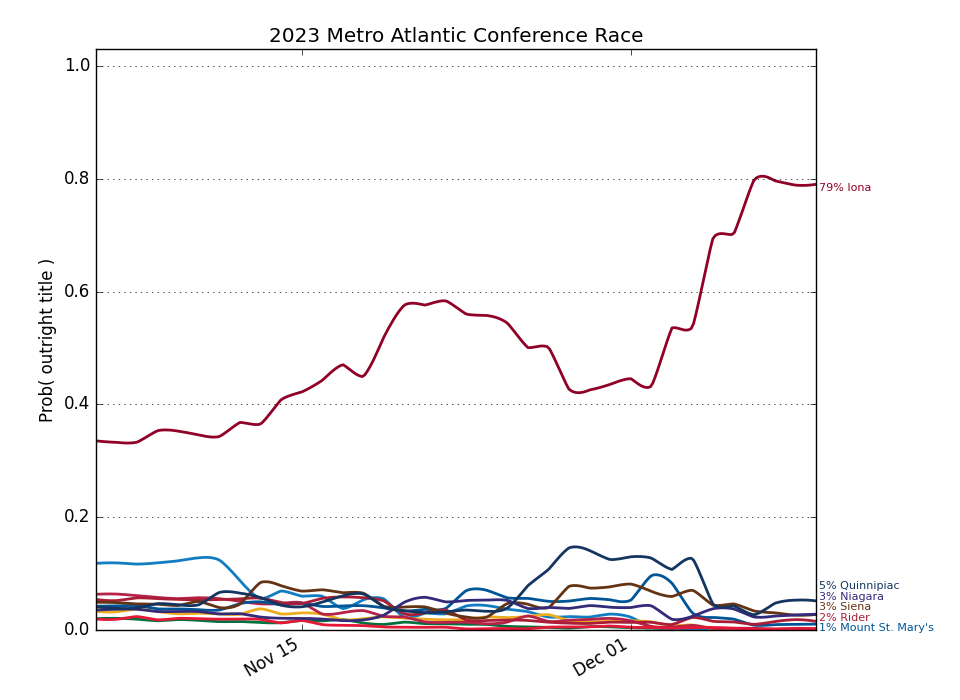 2023 Metro Atlantic Conference Race
Prob( outright title )
1.0
0.8
0.6
0.4
0.2
0.0
Nov 15
Dec 01
79% Iona
5% Quinnipiac
3% Niagara
3% Siena
2% Rider
1% Mount St. Mary's